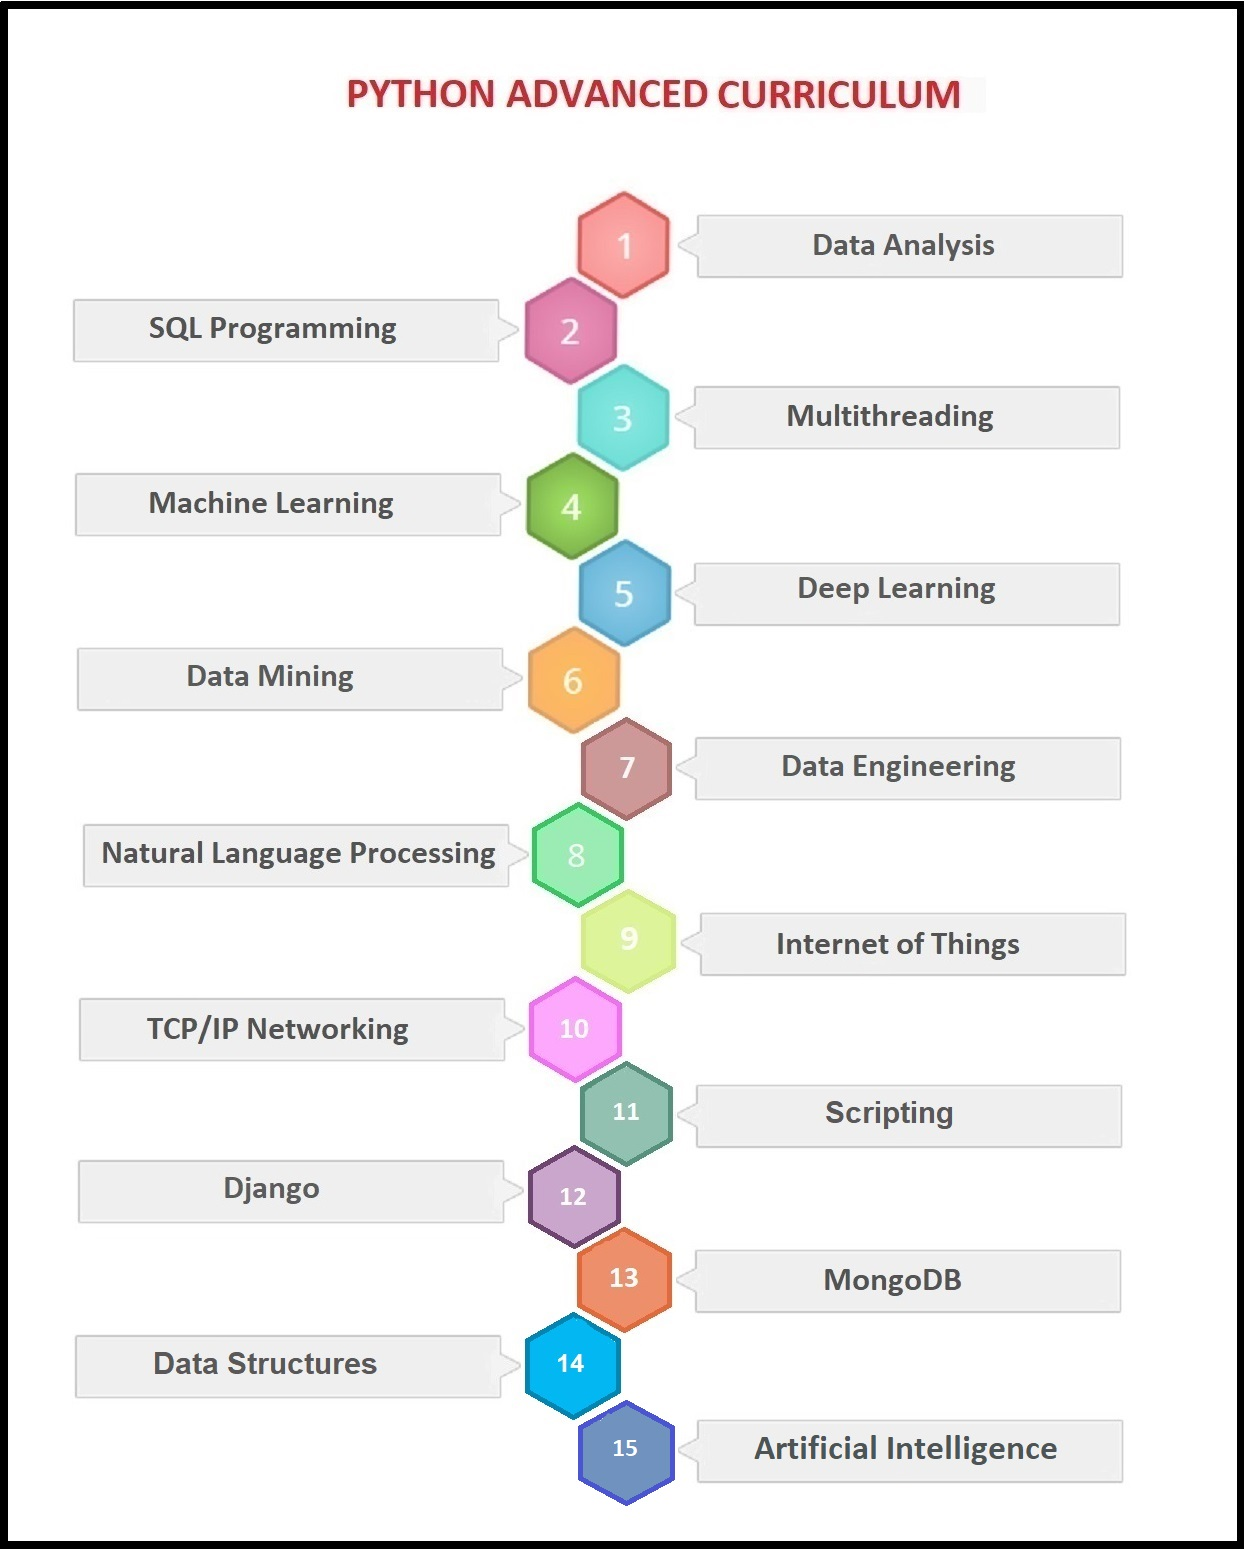 PYTHON ADVANCED CURRICULUM
1
Data Analysis
SQL Programming
2
3
Multithreading
Machine Learning
4
5
Deep Learning
Data Mining
6
7
Data Engineering
Natural Language Processing
8
9
Internet of Things
TCP/IP Networking
10
11
Scripting
Django
12
13
MongoDB
Data Structures
14
15
Artificial Intelligence